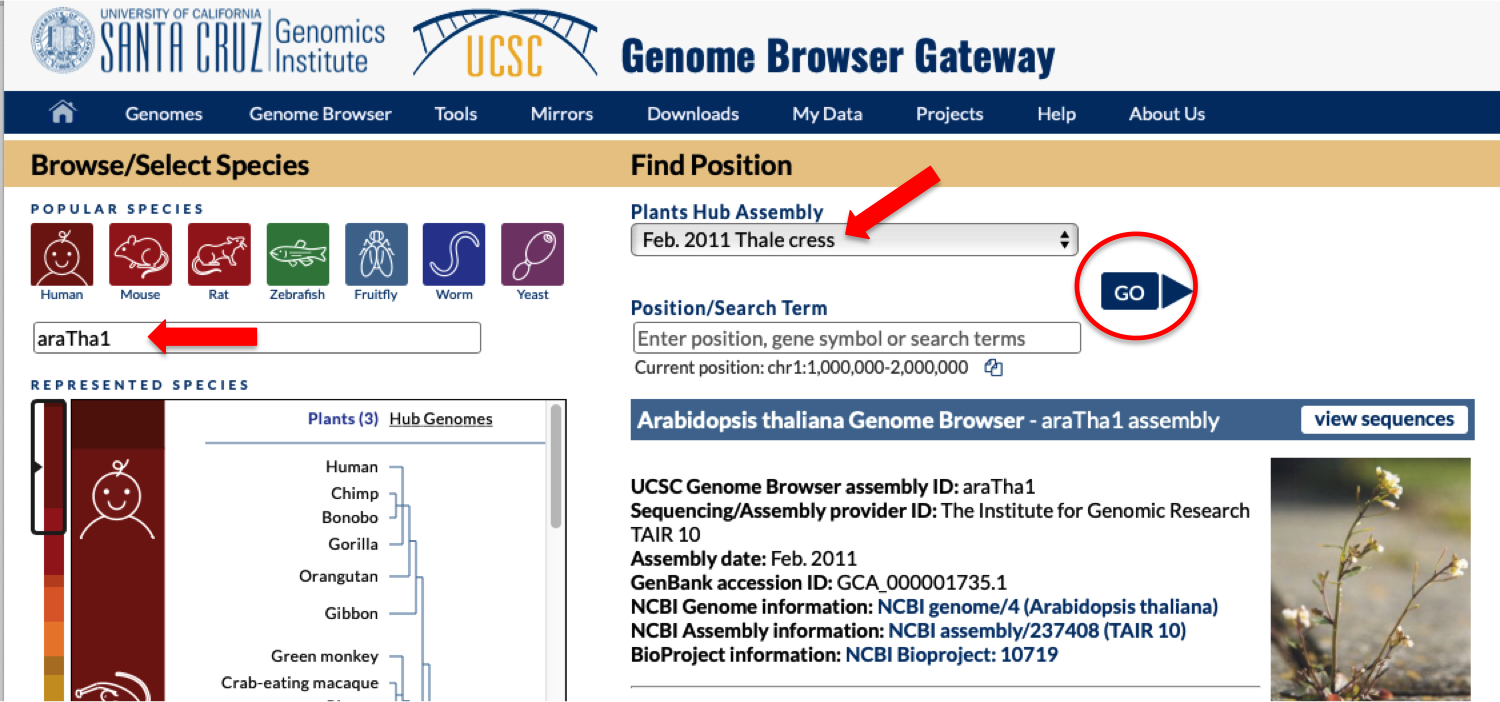 UNIVERSITY OF CALIFORNIA
SANTA CRUZ
Genomics
Institute
UCSC
Genome Browser Gateway
Genomes
Genome Browser
Tools
Mirrors
Downloads
My Data
Projects
Help
About Us
Browse/Select Species
POPULAR SPECIES
Human
Mouse
Rat
Zebrafish
Fruitfly
Worm
Yeast
araTha1
REPRESENTED SPECIES
Plants (3) Hub Genomes
Human
Chimp
Bonobo
Gorilla
Orangutan
Gibbon
Green monkey
Crab-eating macaque
Find Position
Plants Hub Assembly
Feb. 2011 Thale cress
GO
Position/Search Term
Enter position, gene symbol or search terms
Current position: chr1:1,000,000-2,000,000
Arabidopsis thaliana Genome Browser - araTha1 assembly
view sequences
UCSC Genome Browser assembly ID: araTha1
Sequencing/Assembly provider ID: The Institute for Genomic Research
TAIR 10
Assembly date: Feb. 2011
GenBank accession ID: GCA_000001735.1
NCBI Genome information: NCBI genome/4 (Arabidopsis thaliana)
NCBI Assembly information: NCBI assembly/237408 (TAIR 10)
BioProject information: NCBI Bioproject: 10719